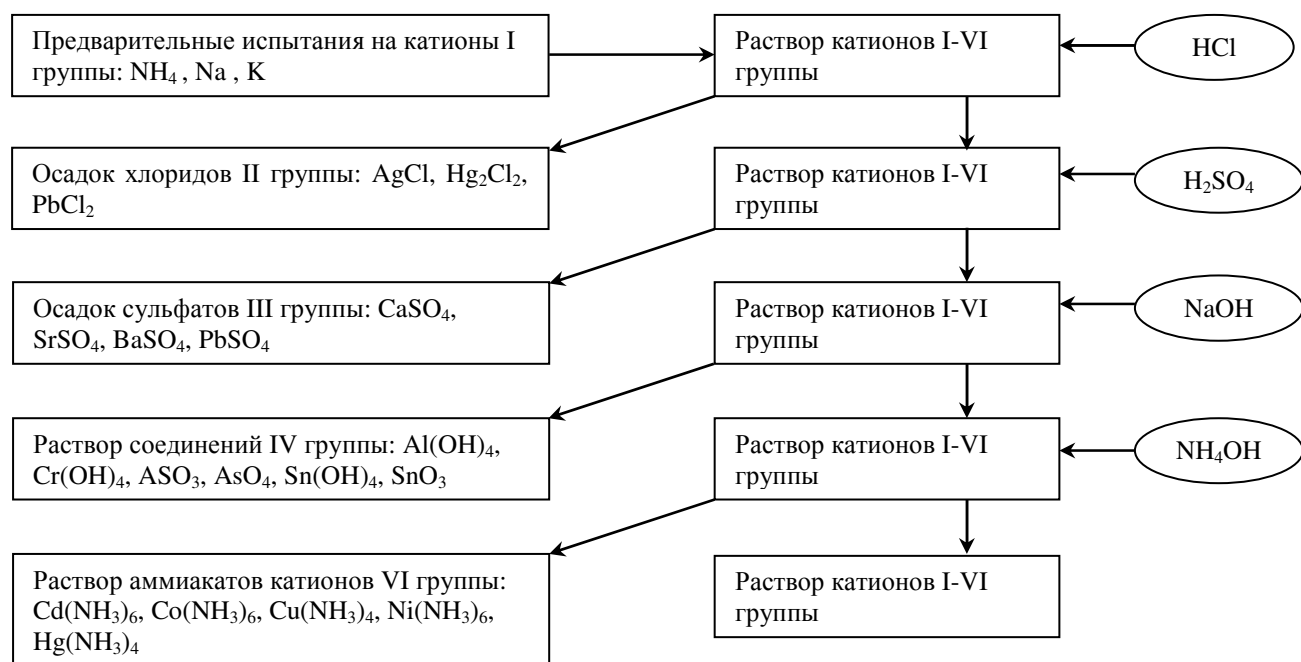 Предварительные испытания на катионы I
группы: NH₄ , Na , K
Раствор катионов I-VI
группы
HCl
Осадок хлоридов II группы: AgCl, Hg₂Cl₂,
PbCl₂
Раствор катионов I-VI
группы
H₂SO₄
Осадок сульфатов III группы: CaSO₄,
SrSO₄, BaSO₄, PbSO₄
Раствор катионов I-VI
группы
NaOH
Раствор соединений IV группы: Al(OH)₄,
Cr(OH)₄, ASO₃, AsO₄, Sn(OH)₄, SnO₃
Раствор катионов I-VI
группы
NH₄OH
Раствор аммиакатов катионов VI группы:
Cd(NH₃)₆, Co(NH₃)₆, Cu(NH₃)₄, Ni(NH₃)₆,
Hg(NH₃)₄
Раствор катионов I-VI
группы